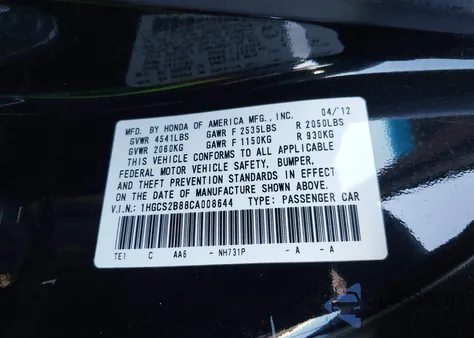 MFD. BY HONDA OF AMERICA MFG., INC. 04/'12
GVWR 4541LBS GAWR F 2535LBS R 2050LBS
GVWR 2060KG GAWR F 1150KG R 930KG
THIS VEHICLE CONFORMS TO ALL APPLICABLE
FEDERAL MOTOR VEHICLE SAFETY, BUMPER,
AND THEFT PREVENTION STANDARDS IN EFFECT
ON THE DATE OF MANUFACTURE SHOWN ABOVE.
V.I.N.: 1HGCS2B86CA008644 TYPE: PASSENGER CAR
TE1 C AA6 - NH731P - A - A